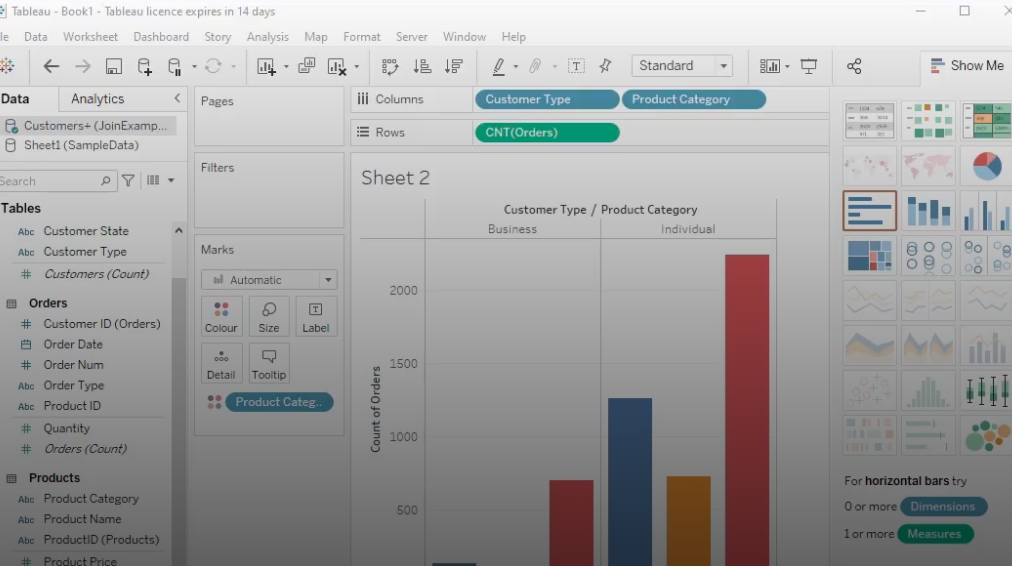 Tableau - Book1 - Tableau licence expires in 14 days
le Data Worksheet Dashboard Story Analysis Map Format Server Window Help
Standard
Show Me
Data Analytics
Customers+ (JoinExamp...
Sheet1 (SampleData)
Search
Tables
Abc Customer State
Abc Customer Type
# Customers (Count)
Orders
# Customer ID (Orders)
Order Date
# Order Num
Abc Order Type
Abc Product ID
# Quantity
# Orders (Count)
Products
Abc Product Category
Abc Product Name
Abc ProductID (Products)
# Product Price
Pages
Filters
Marks
Automatic
Colour Size Label
Detail Tooltip
Product Categ..
Columns Customer Type Product Category
Rows CNT(Orders)
Sheet 2
Customer Type / Product Category
Business Individual
Count of Orders
2000
1500
1000
500
For horizontal bars try
0 or more Dimensions
1 or more Measures